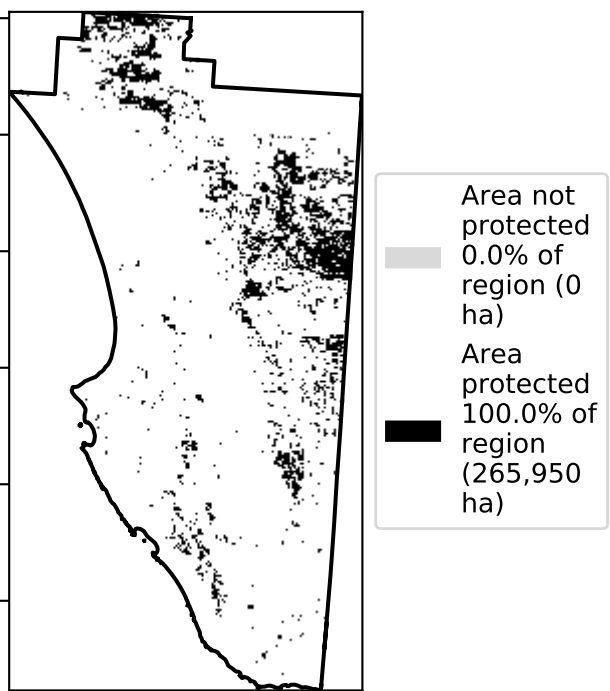 Area not
protected
0.0% of
region (0
ha)
Area
protected
100.0% of
region
(265,950
ha)